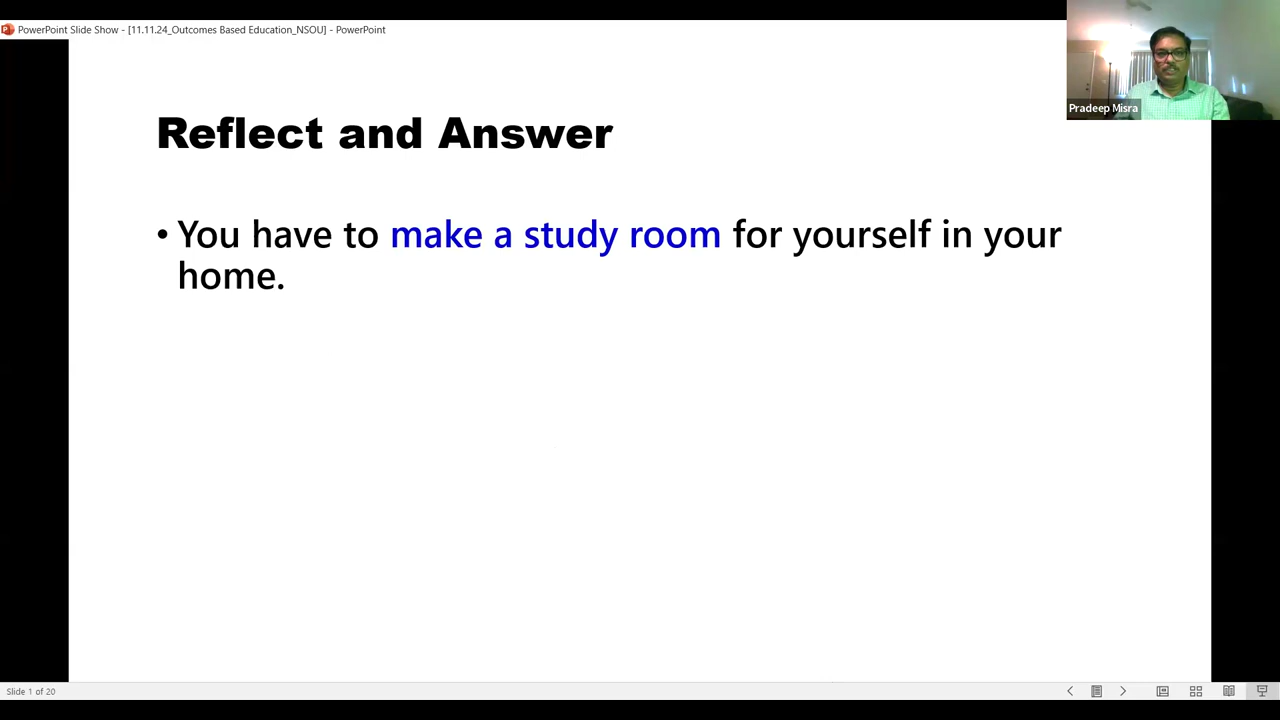 PowerPoint Slide Show - [11.11.24_Outcomes Based Education_NSOU] - PowerPoint
Pradeep Misra
Reflect and Answer
• You have to make a study room for yourself in your
home.
Slide 1 of 20